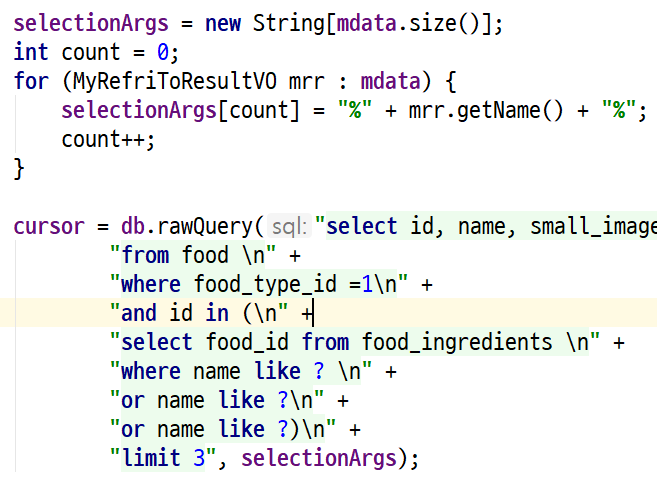 selectionArgs = new String[mdata.size()];
int count = 0;
for (MyRefriToResultVO mrr : mdata) {
    selectionArgs[count] = "%" + mrr.getName() + "%";
    count++;
}
cursor = db.rawQuery( sql: "select id, name, small_image
        "from food \n" +
        "where food_type_id =1\n" +
        "and id in (\n" +
        "select food_id from food_ingredients \n" +
        "where name like ? \n" +
        "or name like ?\n" +
        "or name like ?)\n" +
        "limit 3", selectionArgs);